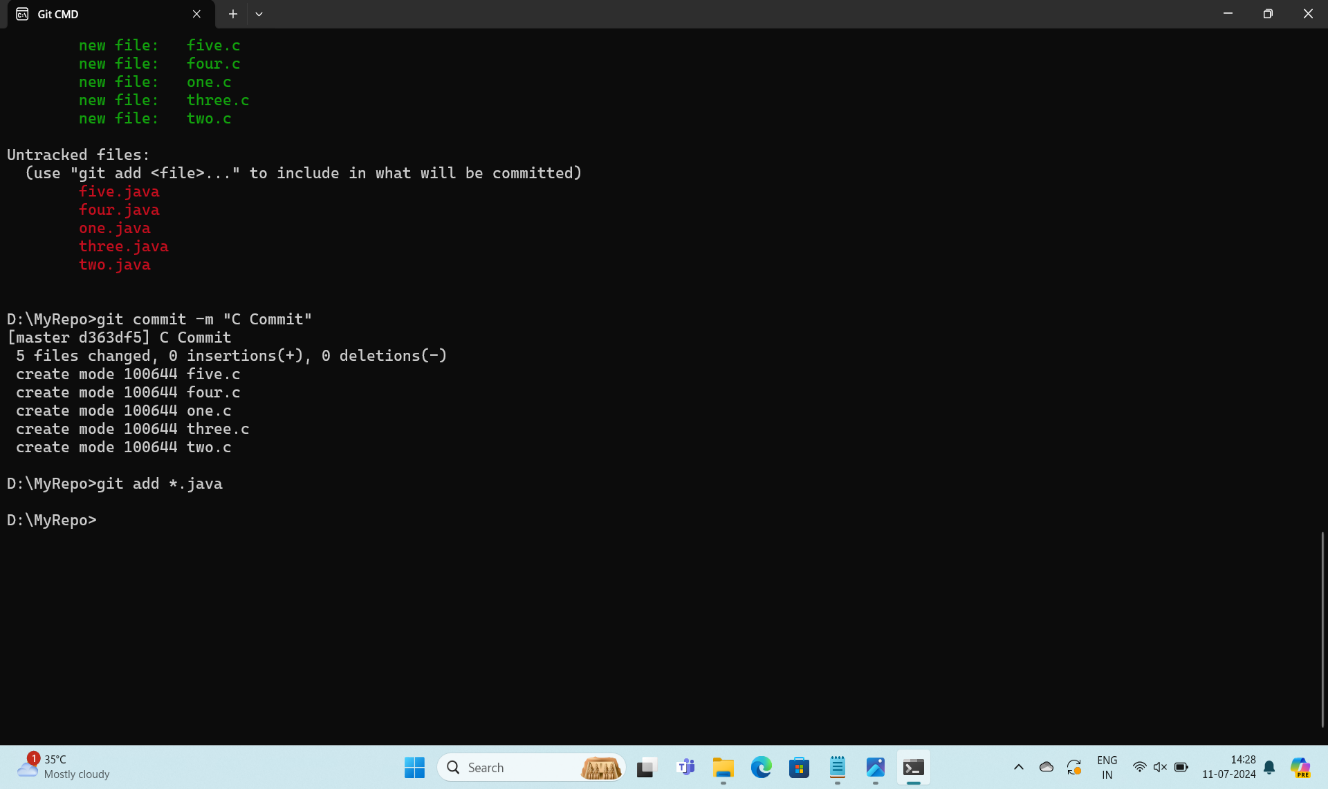 Git CMD
new file:   five.c
new file:   four.c
new file:   one.c
new file:   three.c
new file:   two.c
Untracked files:
  (use "git add <file>..." to include in what will be committed)
five.java
four.java
one.java
three.java
two.java
D:\MyRepo>git commit -m "C Commit"
[master d363df5] C Commit
 5 files changed, 0 insertions(+), 0 deletions(-)
 create mode 100644 five.c
 create mode 100644 four.c
 create mode 100644 one.c
 create mode 100644 three.c
 create mode 100644 two.c
D:\MyRepo>git add *.java
D:\MyRepo>
1
35°C
Mostly cloudy
Search
ENG
IN
14:28
11-07-2024
PRE